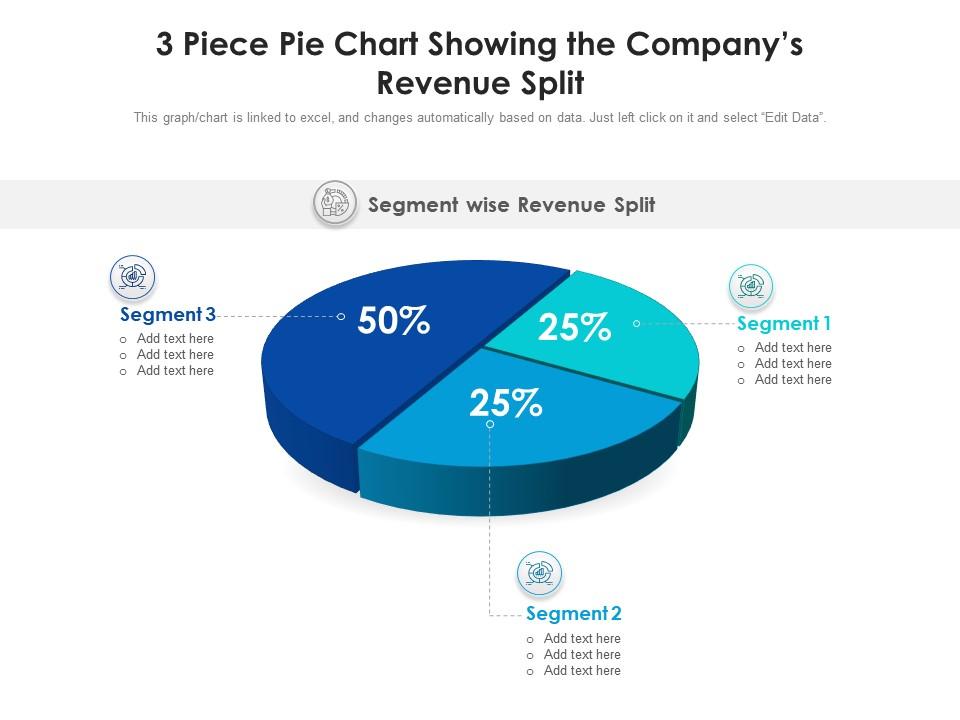 3 Piece Pie Chart Showing the Company’s
Revenue Split
This graph/chart is linked to excel, and changes automatically based on data. Just left click on it and select “Edit Data”.
Segment wise Revenue Split
Segment 3
o Add text here
o Add text here
o Add text here
50%
25%
25%
Segment 1
o Add text here
o Add text here
o Add text here
Segment 2
o Add text here
o Add text here
o Add text here